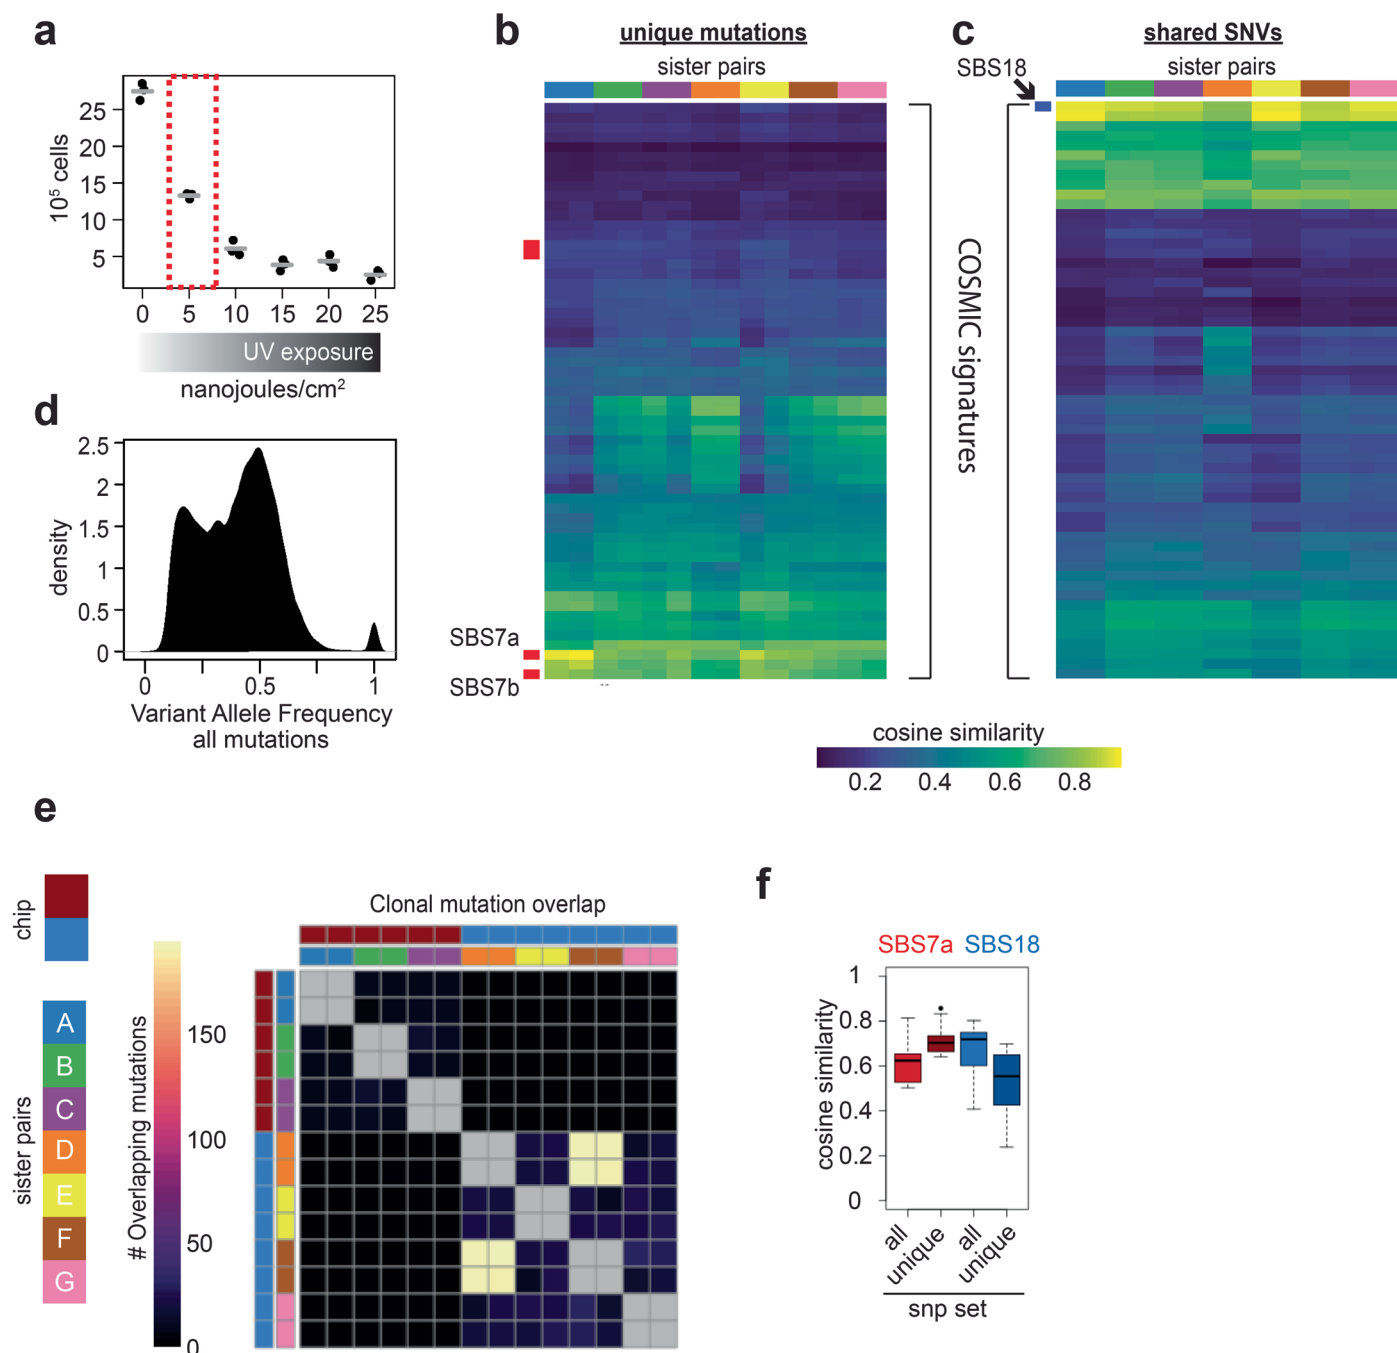 a
10⁵ cells
25
20
15
10
5
0 5 10 15 20 25
UV exposure
nanojoules/cm²
b
unique mutations
sister pairs
SBS7a
SBS7b
COSMIC signatures
c
shared SNVs
sister pairs
SBS18
cosine similarity
0.2 0.4 0.6 0.8
d
density
2.5
2
1.5
1
0.5
0
0 0.5 1
Variant Allele Frequency
all mutations
e
chip
sister pairs
A
B
C
D
E
F
G
# Overlapping mutations
150
100
50
0
Clonal mutation overlap
f
SBS7a SBS18
cosine similarity
1
0.8
0.6
0.4
0.2
0
all unique all unique
snp set